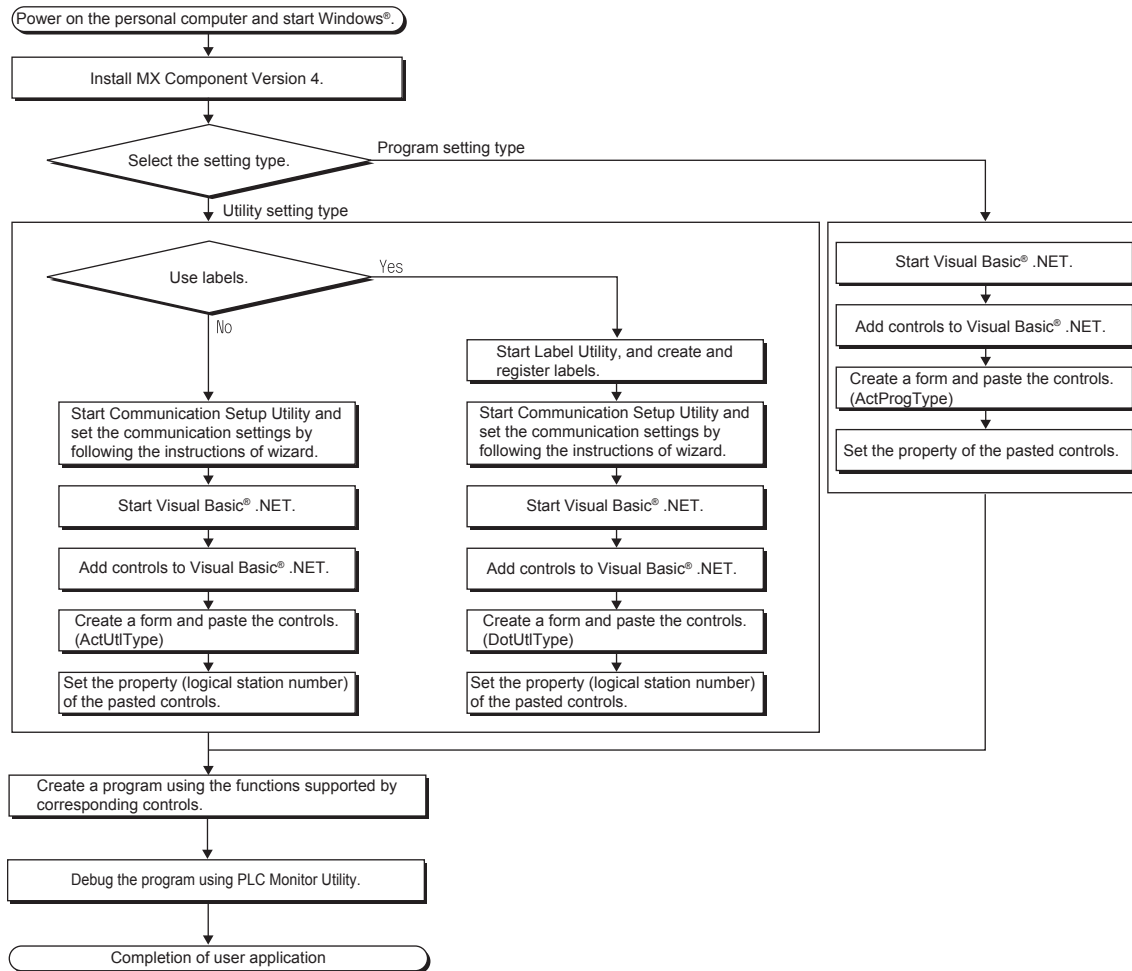 Power on the personal computer and start Windows®.
Install MX Component Version 4.
Select the setting type.
Program setting type
Utility setting type
Use labels.
Yes
No
Start Communication Setup Utility and
set the communication settings by
following the instructions of wizard.
Start Visual Basic® .NET.
Add controls to Visual Basic® .NET.
Create a form and paste the controls.
(ActUtlType)
Set the property (logical station number)
of the pasted controls.
Start Label Utility, and create and
register labels.
Start Communication Setup Utility and
set the communication settings by
following the instructions of wizard.
Start Visual Basic® .NET.
Add controls to Visual Basic® .NET.
Create a form and paste the controls.
(DotUtlType)
Set the property (logical station number)
of the pasted controls.
Start Visual Basic® .NET.
Add controls to Visual Basic® .NET.
Create a form and paste the controls.
(ActProgType)
Set the property of the pasted controls.
Create a program using the functions supported by
corresponding controls.
Debug the program using PLC Monitor Utility.
Completion of user application